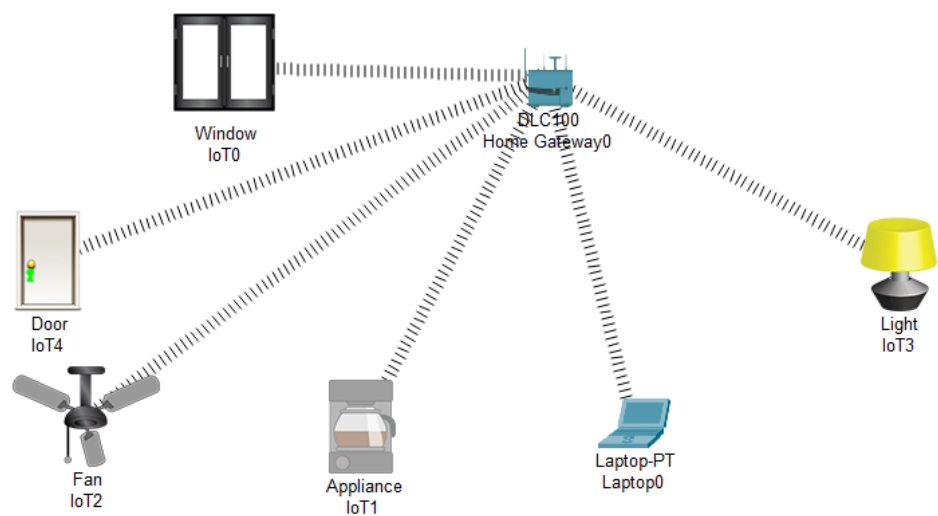 Window
IoT0
DLC100
Home Gateway0
Door
IoT4
Light
IoT3
Fan
IoT2
Appliance
IoT1
Laptop-PT
Laptop0